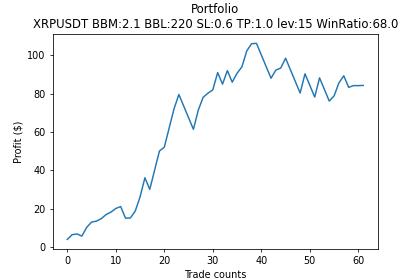 Portfolio
XRPUSDT BBM:2.1 BBL:220 SL:0.6 TP:1.0 lev:15 WinRatio:68.0
100
80
60
40
20
0
Profit ($)
0 10 20 30 40 50 60
Trade counts